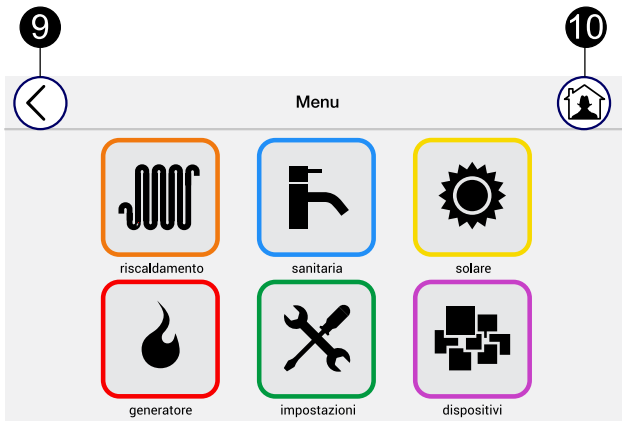 9 10
Menu
riscaldamento sanitaria solare
generatore impostazioni dispositivi